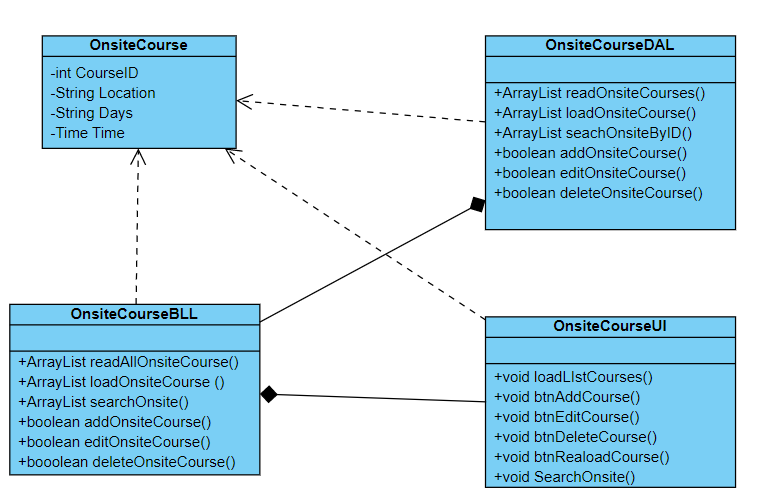 OnsiteCourse
-int CourseID
-String Location
-String Days
-Time Time
OnsiteCourseDAL
+ArrayList readOnsiteCourses()
+ArrayList loadOnsiteCourse()
+ArrayList seachOnsiteByID()
+boolean addOnsiteCourse()
+boolean editOnsiteCourse()
+boolean deleteOnsiteCourse()
OnsiteCourseBLL
+ArrayList readAllOnsiteCourse()
+ArrayList loadOnsiteCourse ()
+ArrayList searchOnsite()
+boolean addOnsiteCourse()
+boolean editOnsiteCourse()
+booolean deleteOnsiteCourse()
OnsiteCourseUI
+void loadLIstCourses()
+void btnAddCourse()
+void btnEditCourse()
+void btnDeleteCourse()
+void btnRealoadCourse()
+void SearchOnsite()